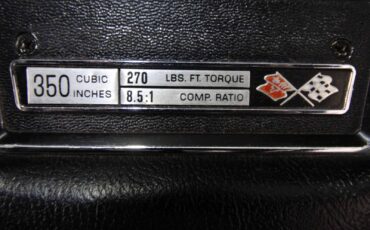 350 CUBIC INCHES
270 LBS. FT. TORQUE
8.5:1 COMP. RATIO